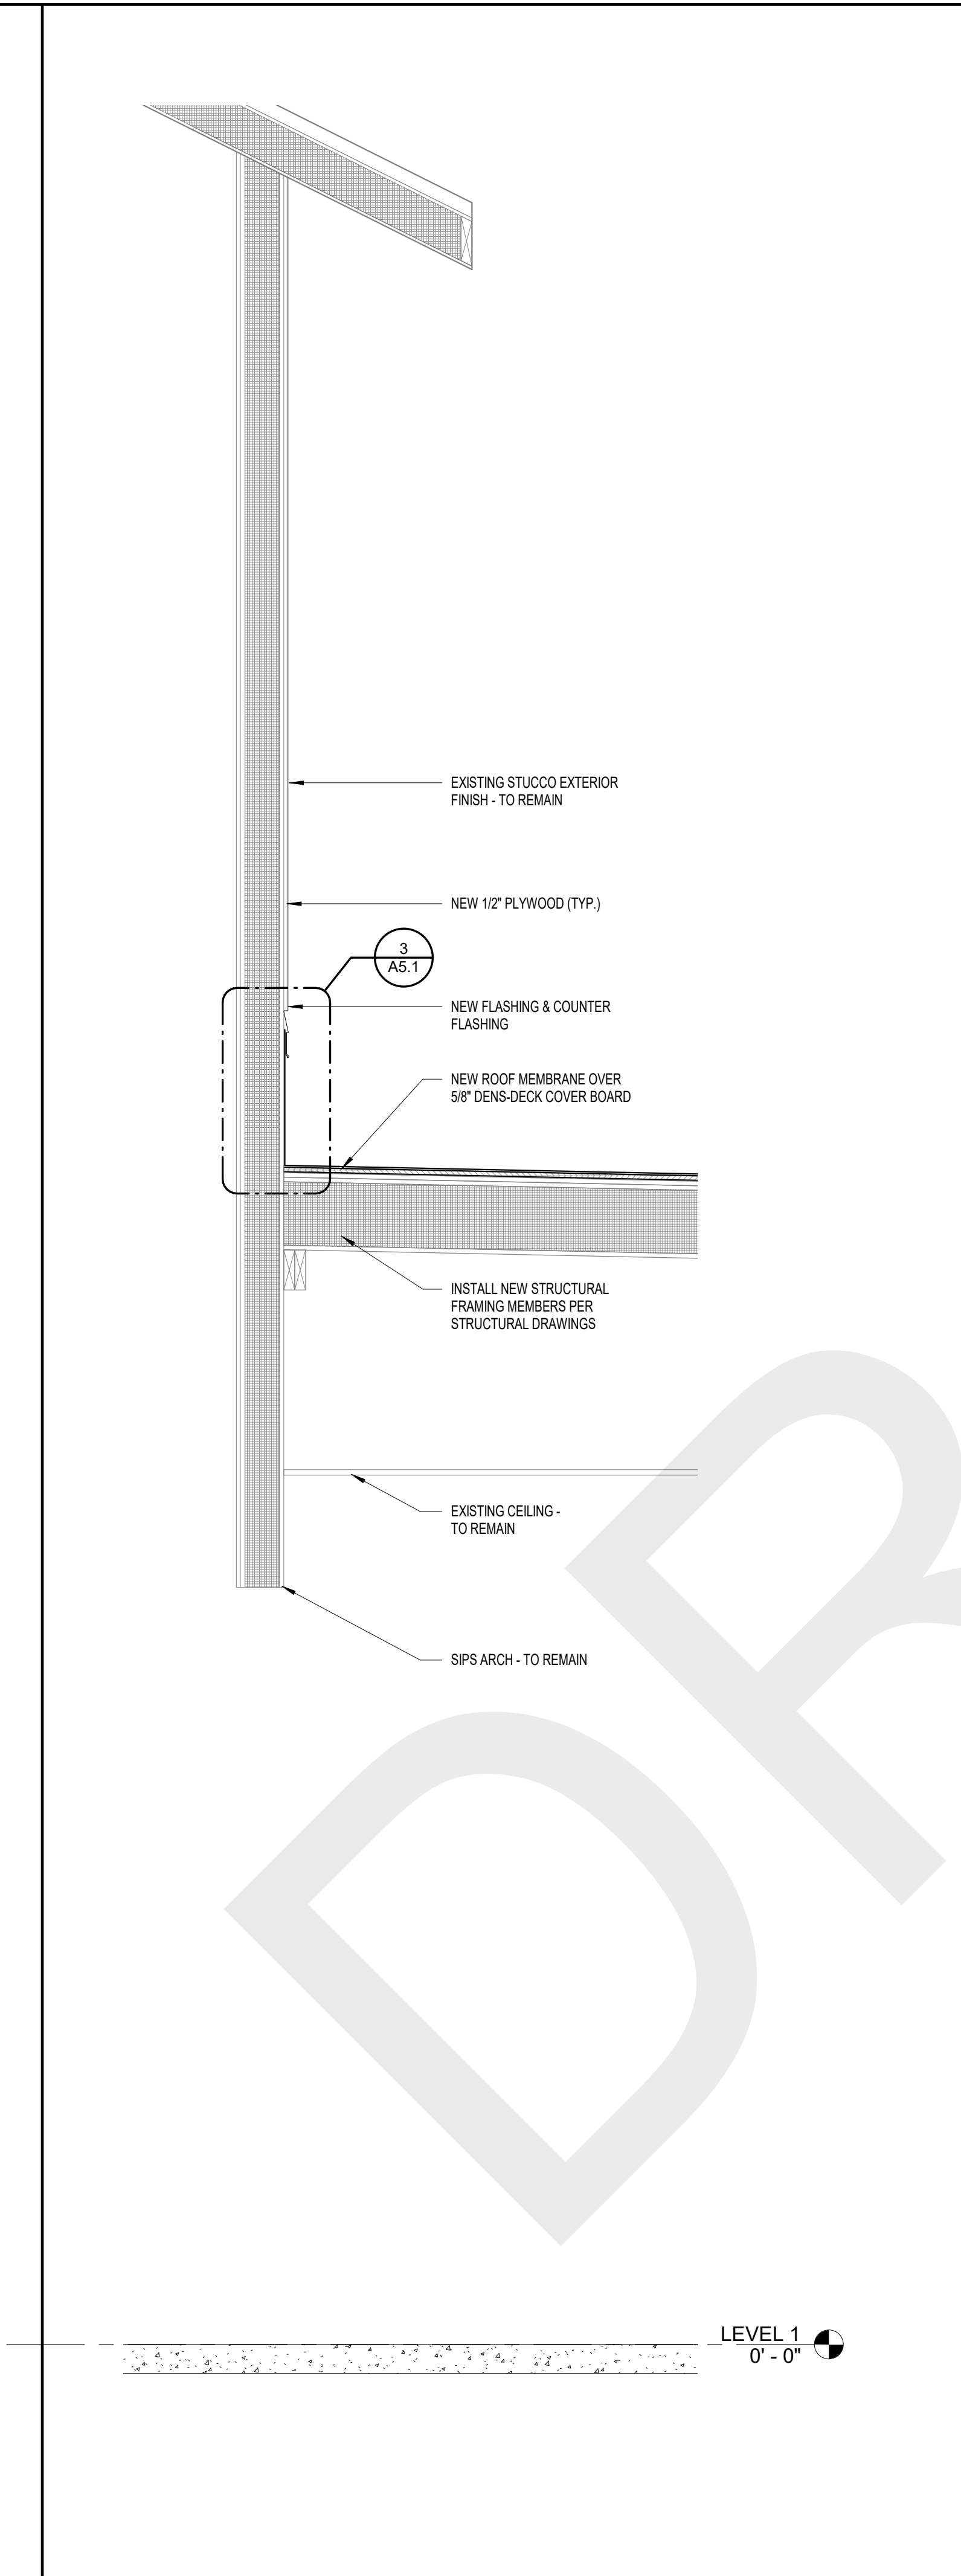 EXISTING STUCCO EXTERIOR
FINISH - TO REMAIN
NEW 1/2" PLYWOOD (TYP.)
3
A5.1
NEW FLASHING & COUNTER
FLASHING
NEW ROOF MEMBRANE OVER
5/8" DENS-DECK COVER BOARD
INSTALL NEW STRUCTURAL
FRAMING MEMBERS PER
STRUCTURAL DRAWINGS
EXISTING CEILING -
TO REMAIN
SIPS ARCH - TO REMAIN
DR
LEVEL 1
0' - 0"